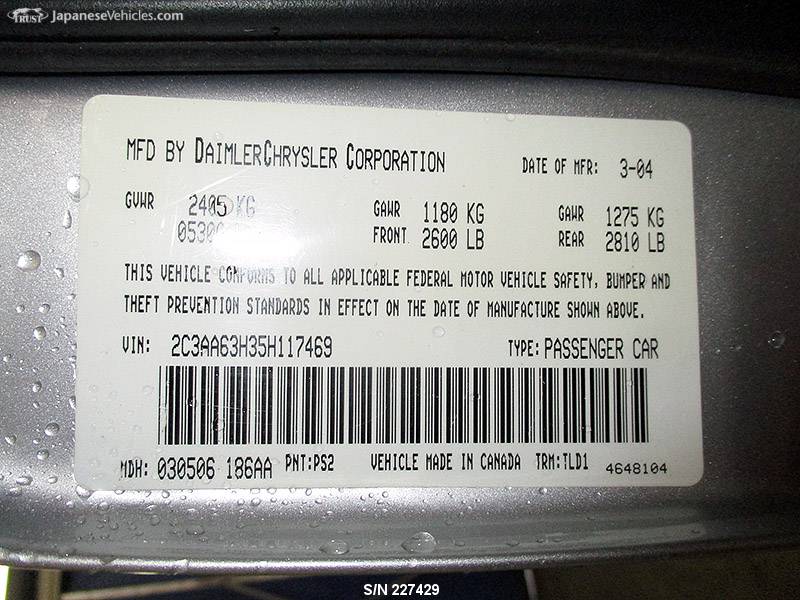 TRUST JapaneseVehicles.com
MFD BY DAIMLERCHRYSLER CORPORATION DATE OF MFR: 3-04
GVWR 2405 KG GAWR 1180 KG GAWR 1275 KG
FRONT 2600 LB REAR 2810 LB
THIS VEHICLE CONFORMS TO ALL APPLICABLE FEDERAL MOTOR VEHICLE SAFETY, BUMPER AND
THEFT PREVENTION STANDARDS IN EFFECT ON THE DATE OF MANUFACTURE SHOWN ABOVE.
VIN: 2C3AA63H35H117469 TYPE: PASSENGER CAR
MDH: 030506 186AA PNT:PS2 VEHICLE MADE IN CANADA TRM:TLD1 4648104
S/N 227429